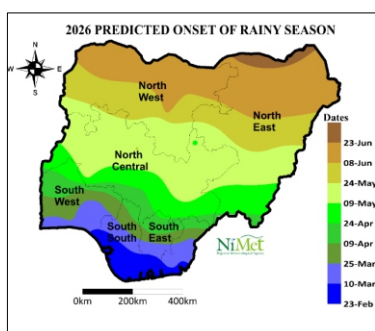 2026 PREDICTED ONSET OF RAINY SEASON
N
W
E
S
North
West
North
East
North
Central
South
West
South
South
South
East
Dates
23-Jun
08-Jun
24-May
09-May
24-Apr
09-Apr
25-Mar
10-Mar
23-Feb
NiMet
0km
200km
400km